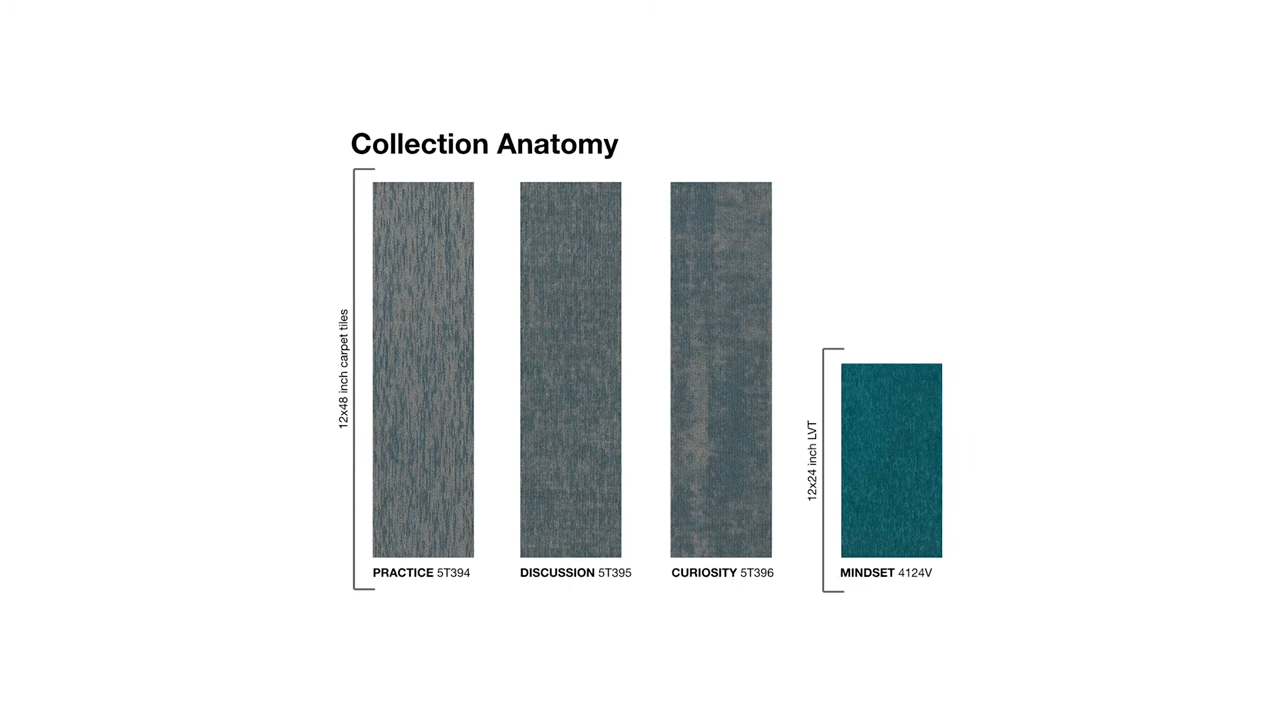 Collection Anatomy
12x48 inch carpet tiles
PRACTICE 5T394
DISCUSSION 5T395
CURIOSITY 5T396
12x24 inch LVT
MINDSET 4124V